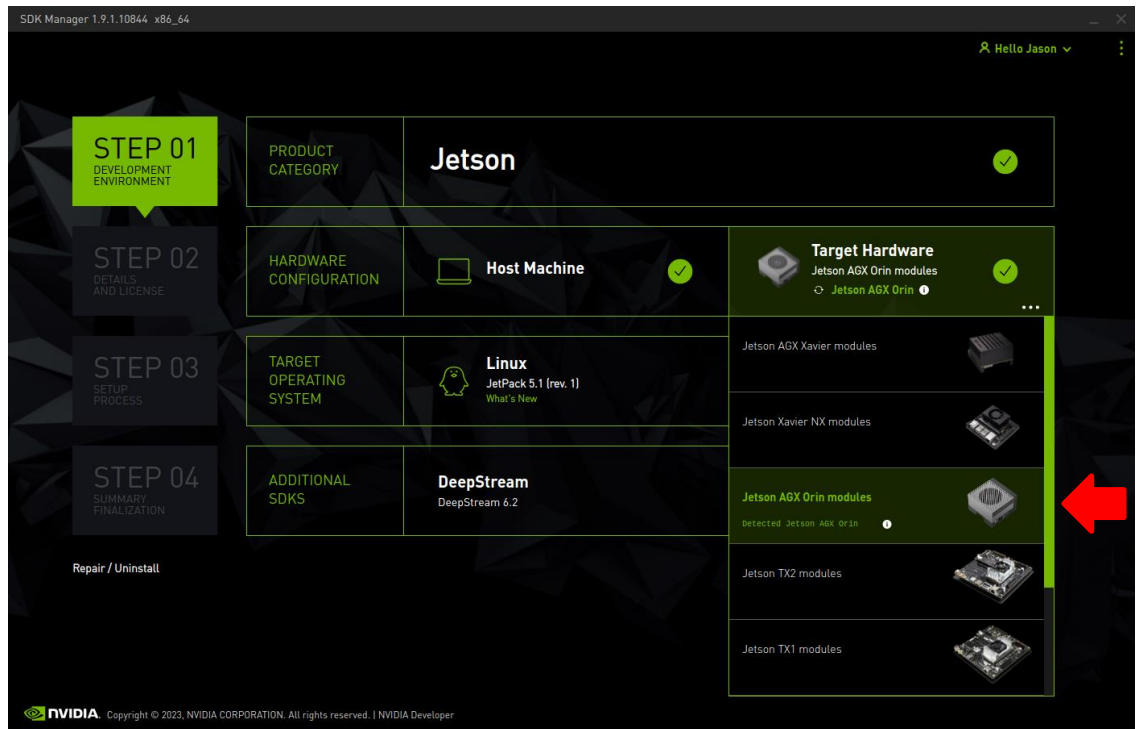 SDK Manager 1.9.1.10844 x86_64
Hello Jason
STEP 01
DEVELOPMENT
ENVIRONMENT
PRODUCT
CATEGORY
Jetson
STEP 02
DETAILS
AND LICENSE
HARDWARE
CONFIGURATION
Host Machine
Target Hardware
Jetson AGX Orin modules
Jetson AGX Orin
STEP 03
SETUP
PROCESS
TARGET
OPERATING
SYSTEM
Linux
JetPack 5.1 (rev. 1)
What's New
Jetson AGX Xavier modules
Jetson Xavier NX modules
STEP 04
SUMMARY
FINALIZATION
ADDITIONAL
SDKS
DeepStream
DeepStream 6.2
Jetson AGX Orin modules
Detected Jetson AGX Orin
Jetson TX2 modules
Jetson TX1 modules
Repair / Uninstall
NVIDIA. Copyright © 2023, NVIDIA CORPORATION. All rights reserved. | NVIDIA Developer